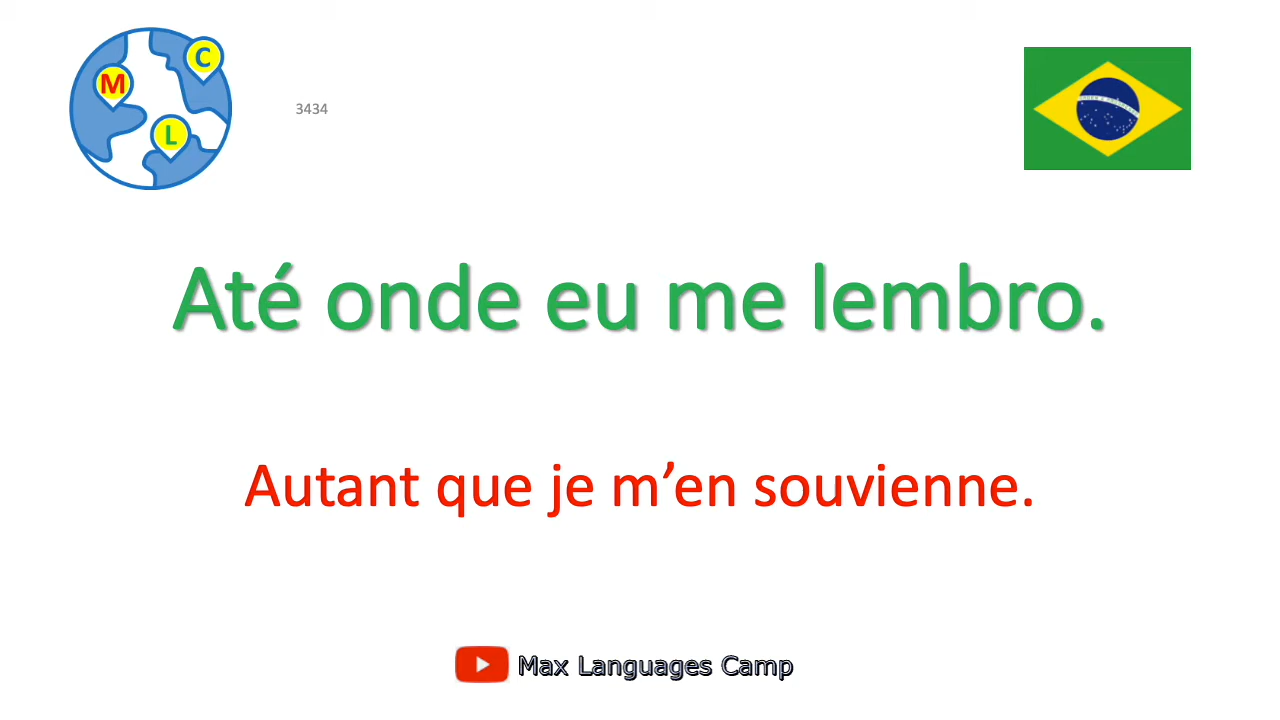 M
C
L
3434
Até onde eu me lembro.
Autant que je m’en souvienne.
Max Languages Camp